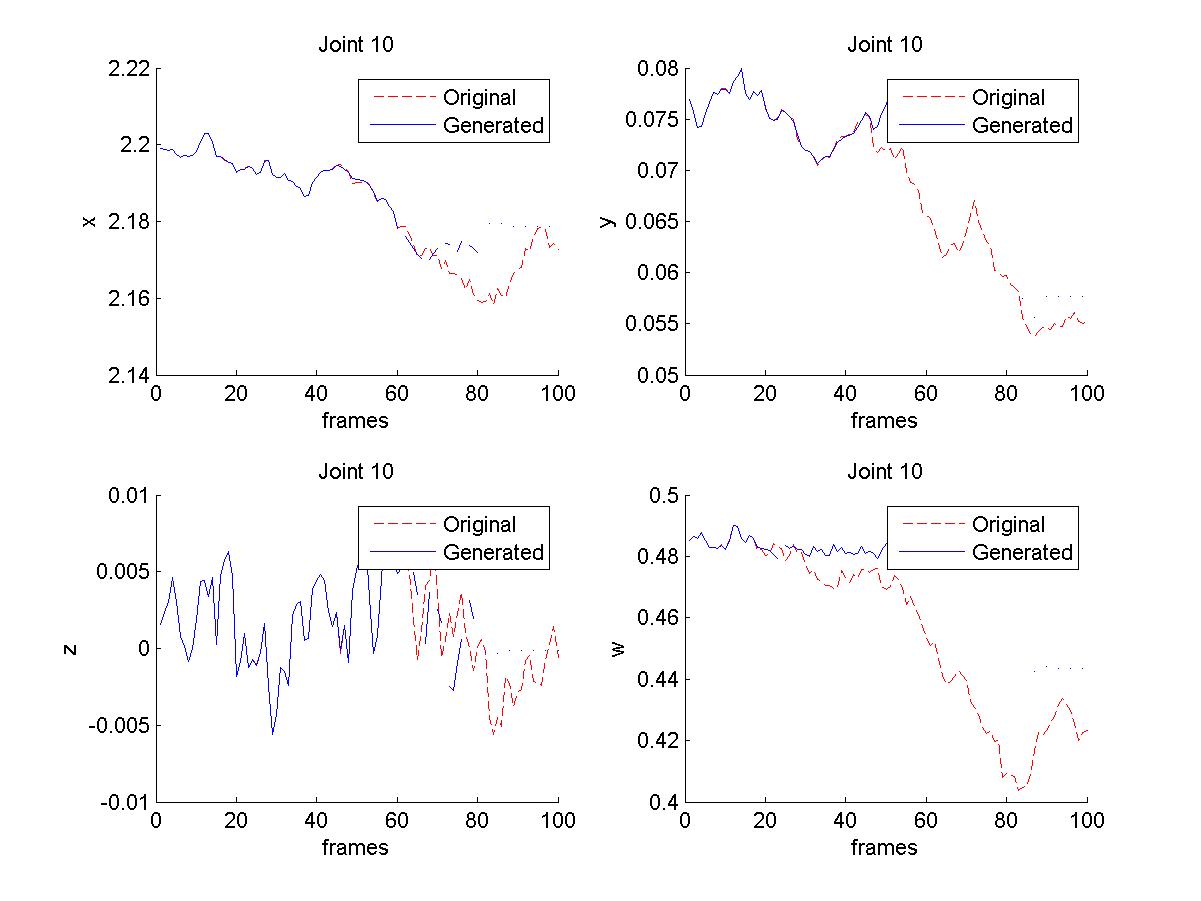 Joint 10
2.22
2.2
2.18
2.16
2.14
x
Original
Generated
0 20 40 60 80 100
frames
Joint 10
0.08
0.075
0.07
0.065
0.06
0.055
0.05
y
Original
Generated
0 20 40 60 80 100
frames
Joint 10
0.01
0.005
0
-0.005
-0.01
z
Original
Generated
0 20 40 60 80 100
frames
Joint 10
0.5
0.48
0.46
0.44
0.42
0.4
w
Original
Generated
0 20 40 60 80 100
frames